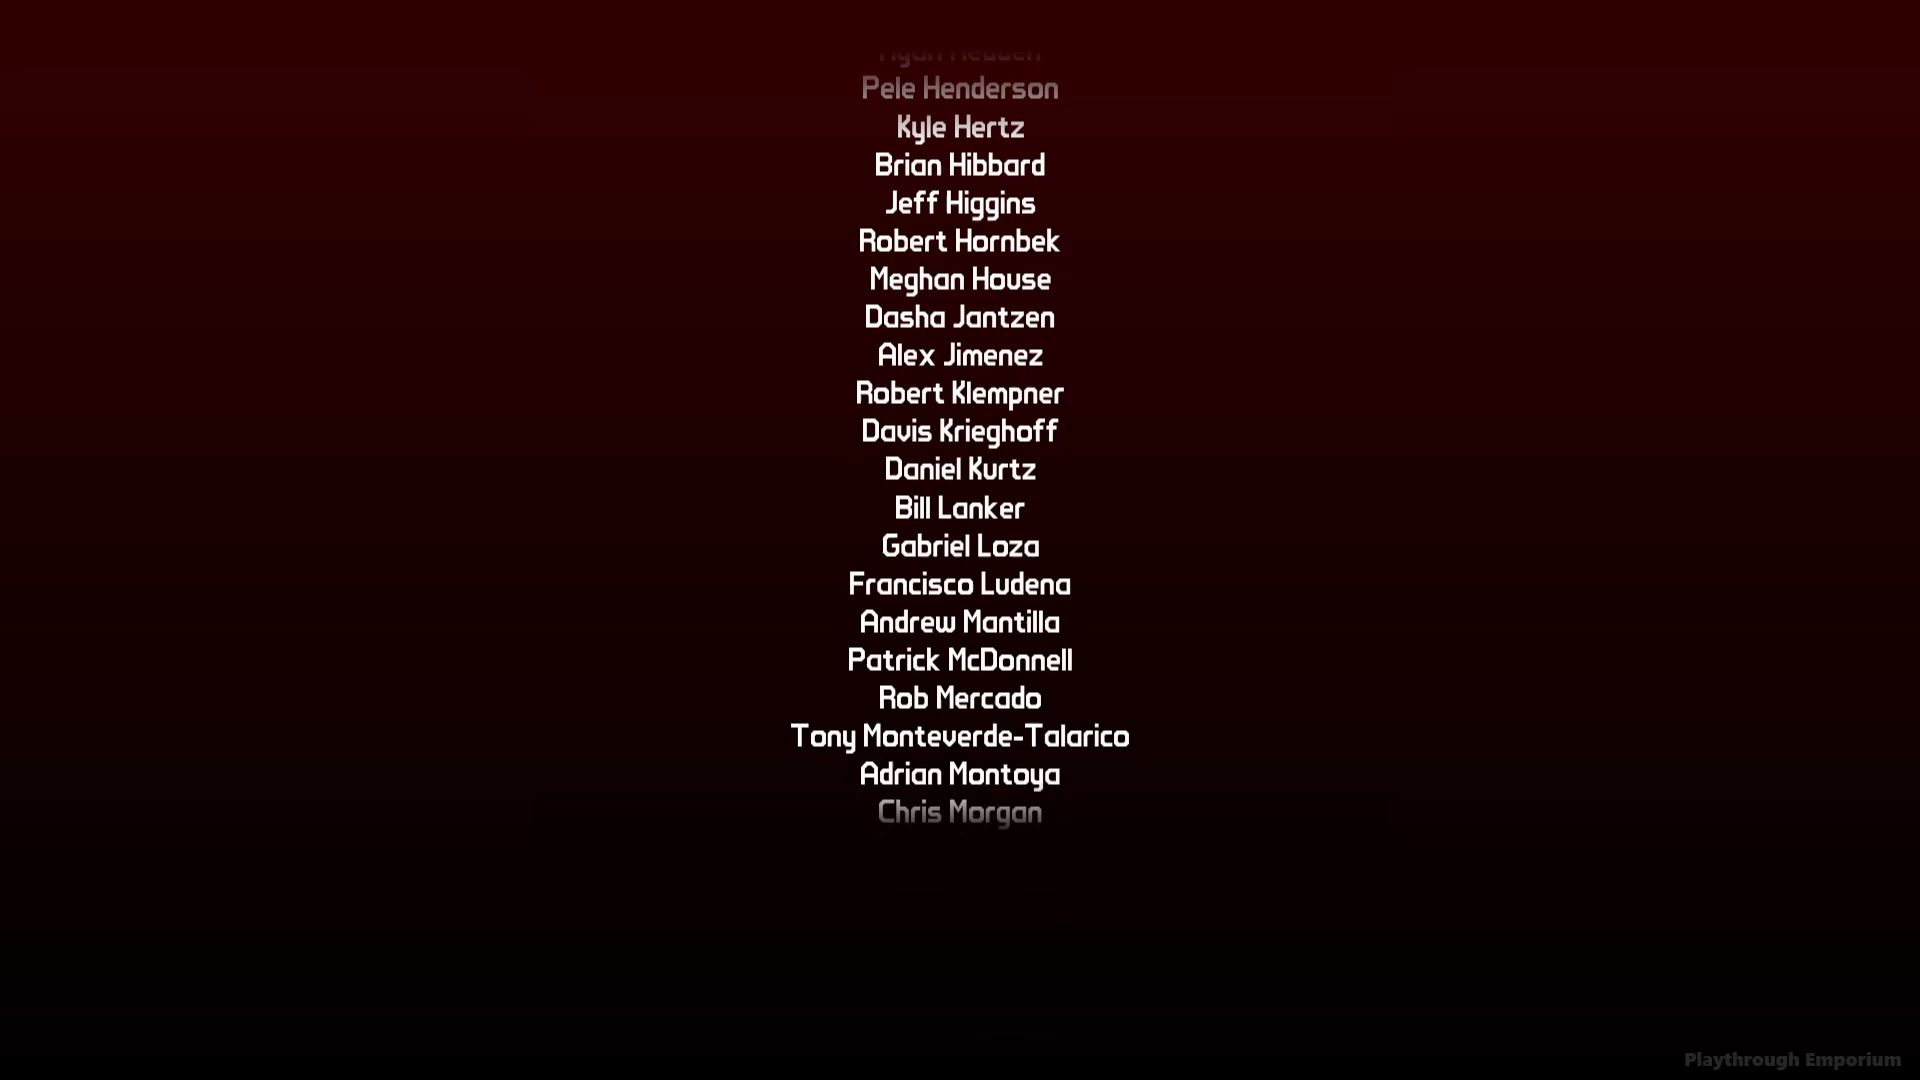 Pele Henderson
Kyle Hertz
Brian Hibbard
Jeff Higgins
Robert Hornbek
Meghan House
Dasha Jantzen
Alex Jimenez
Robert Klempner
Davis Krieghoff
Daniel Kurtz
Bill Lanker
Gabriel Loza
Francisco Ludena
Andrew Mantilla
Patrick McDonnell
Rob Mercado
Tony Monteverde-Talarico
Adrian Montoya
Chris Morgan
Playthrough Emporium